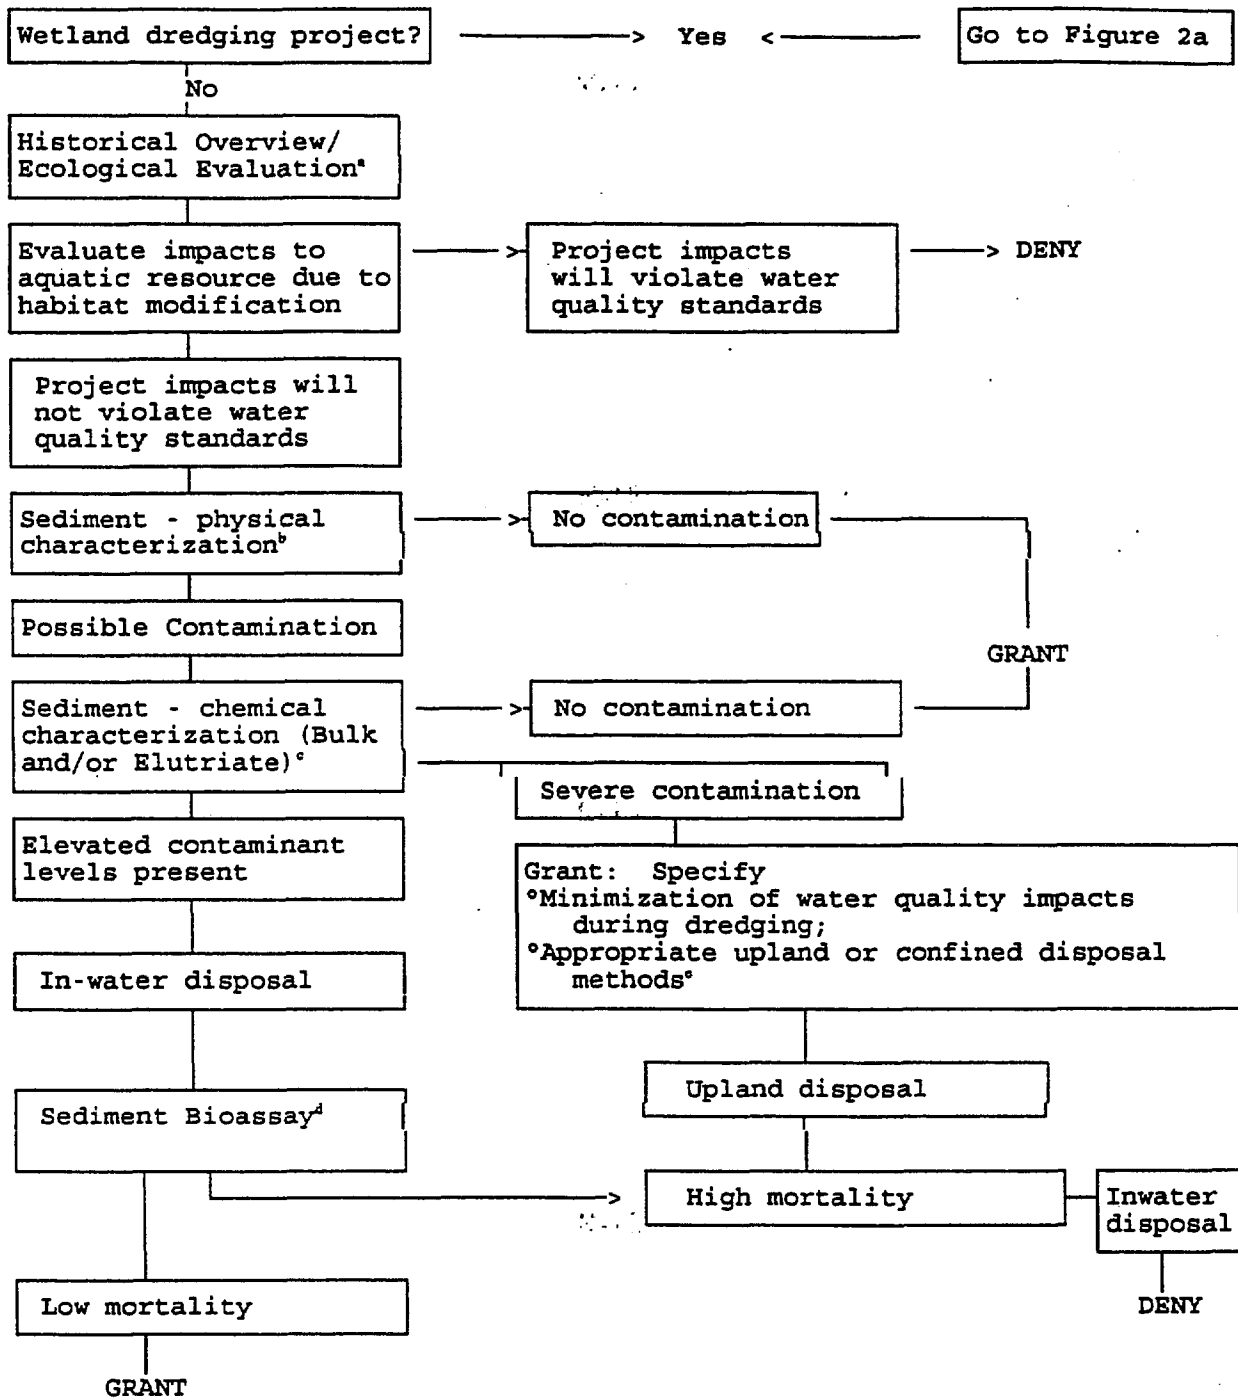 Wetland dredging project?
Yes
Go to Figure 2a
No
Historical Overview/
Ecological Evaluationᵃ
Evaluate impacts to
aquatic resource due to
habitat modification
Project impacts
will violate water
quality standards
DENY
Project impacts will
not violate water
quality standards
Sediment - physical
characterizationᵇ
No contamination
Possible Contamination
GRANT
Sediment - chemical
characterization (Bulk
and/or Elutriate)ᶜ
No contamination
Severe contamination
Elevated contaminant
levels present
Grant: Specify
°Minimization of water quality impacts
during dredging;
°Appropriate upland or confined disposal
methodsᵉ
In-water disposal
Upland disposal
Sediment Bioassayᵈ
High mortality
Inwater
disposal
Low mortality
DENY
GRANT